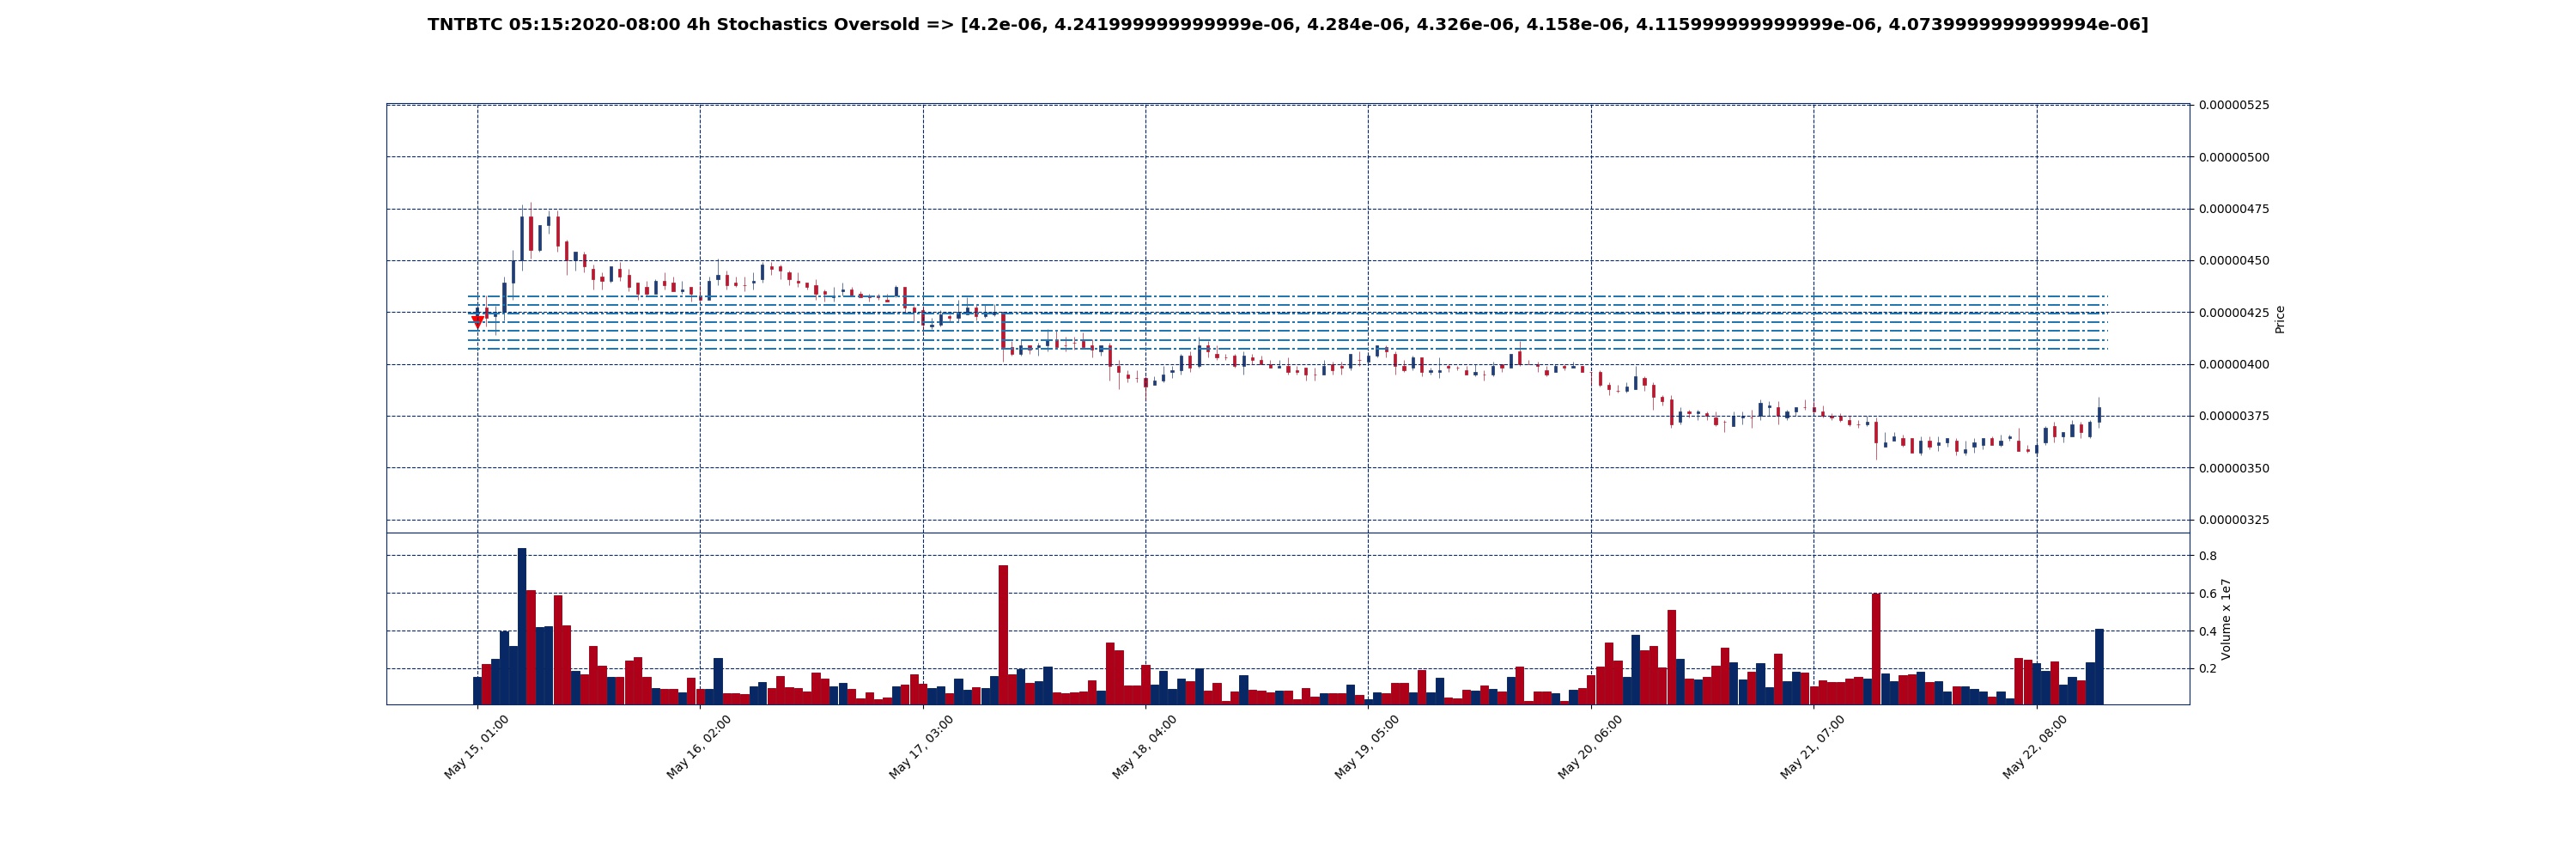 TNTBTC 05:15:2020-08:00 4h Stochastics Oversold => [4.2e-06, 4.241999999999999e-06, 4.284e-06, 4.326e-06, 4.158e-06, 4.115999999999999e-06, 4.0739999999999994e-06]
0.00000525
0.00000500
0.00000475
0.00000450
0.00000425
0.00000400
0.00000375
0.00000350
0.00000325
Price
0.8
0.6
0.4
0.2
Volume x 1e7
May 15, 01:00
May 16, 02:00
May 17, 03:00
May 18, 04:00
May 19, 05:00
May 20, 06:00
May 21, 07:00
May 22, 08:00